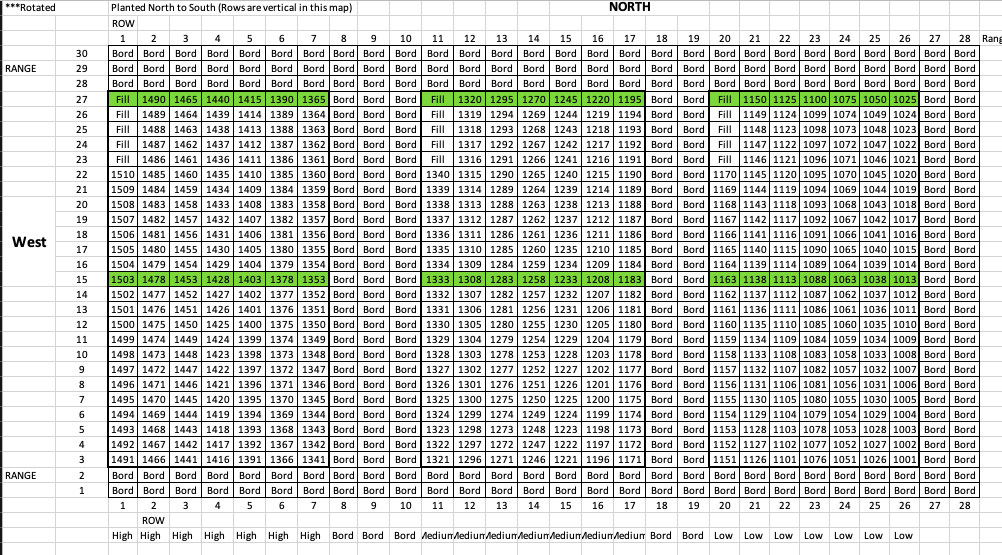 ***Rotated Planted North to South (Rows are vertical in this map) NORTH
ROW
1 2 3 4 5 6 7 8 9 10 11 12 13 14 15 16 17 18 19 20 21 22 23 24 25 26 27 28 Rang
30 Bord Bord Bord Bord Bord Bord Bord Bord Bord Bord Bord Bord Bord Bord Bord Bord Bord Bord Bord Bord Bord Bord Bord Bord Bord Bord Bord Bord
RANGE 29 Bord Bord Bord Bord Bord Bord Bord Bord Bord Bord Bord Bord Bord Bord Bord Bord Bord Bord Bord Bord Bord Bord Bord Bord Bord Bord Bord Bord
28 Bord Bord Bord Bord Bord Bord Bord Bord Bord Bord Bord Bord Bord Bord Bord Bord Bord Bord Bord Bord Bord Bord Bord Bord Bord Bord Bord Bord
27 Fill 1490 1465 1440 1415 1390 1365 Bord Bord Bord Fill 1320 1295 1270 1245 1220 1195 Bord Bord Fill 1150 1125 1100 1075 1050 1025 Bord Bord
26 Fill 1489 1464 1439 1414 1389 1364 Bord Bord Bord Fill 1319 1294 1269 1244 1219 1194 Bord Bord Fill 1149 1124 1099 1074 1049 1024 Bord Bord
25 Fill 1488 1463 1438 1413 1388 1363 Bord Bord Bord Fill 1318 1293 1268 1243 1218 1193 Bord Bord Fill 1148 1123 1098 1073 1048 1023 Bord Bord
24 Fill 1487 1462 1437 1412 1387 1362 Bord Bord Bord Fill 1317 1292 1267 1242 1217 1192 Bord Bord Fill 1147 1122 1097 1072 1047 1022 Bord Bord
23 Fill 1486 1461 1436 1411 1386 1361 Bord Bord Bord Fill 1316 1291 1266 1241 1216 1191 Bord Bord Fill 1146 1121 1096 1071 1046 1021 Bord Bord
22 1510 1485 1460 1435 1410 1385 1360 Bord Bord Bord 1340 1315 1290 1265 1240 1215 1190 Bord Bord 1170 1145 1120 1095 1070 1045 1020 Bord Bord
21 1509 1484 1459 1434 1409 1384 1359 Bord Bord Bord 1339 1314 1289 1264 1239 1214 1189 Bord Bord 1169 1144 1119 1094 1069 1044 1019 Bord Bord
20 1508 1483 1458 1433 1408 1383 1358 Bord Bord Bord 1338 1313 1288 1263 1238 1213 1188 Bord Bord 1168 1143 1118 1093 1068 1043 1018 Bord Bord
19 1507 1482 1457 1432 1407 1382 1357 Bord Bord Bord 1337 1312 1287 1262 1237 1212 1187 Bord Bord 1167 1142 1117 1092 1067 1042 1017 Bord Bord
West 18 1506 1481 1456 1431 1406 1381 1356 Bord Bord Bord 1336 1311 1286 1261 1236 1211 1186 Bord Bord 1166 1141 1116 1091 1066 1041 1016 Bord Bord
17 1505 1480 1455 1430 1405 1380 1355 Bord Bord Bord 1335 1310 1285 1260 1235 1210 1185 Bord Bord 1165 1140 1115 1090 1065 1040 1015 Bord Bord
16 1504 1479 1454 1429 1404 1379 1354 Bord Bord Bord 1334 1309 1284 1259 1234 1209 1184 Bord Bord 1164 1139 1114 1089 1064 1039 1014 Bord Bord
15 1503 1478 1453 1428 1403 1378 1353 Bord Bord Bord 1333 1308 1283 1258 1233 1208 1183 Bord Bord 1163 1138 1113 1088 1063 1038 1013 Bord Bord
14 1502 1477 1452 1427 1402 1377 1352 Bord Bord Bord 1332 1307 1282 1257 1232 1207 1182 Bord Bord 1162 1137 1112 1087 1062 1037 1012 Bord Bord
13 1501 1476 1451 1426 1401 1376 1351 Bord Bord Bord 1331 1306 1281 1256 1231 1206 1181 Bord Bord 1161 1136 1111 1086 1061 1036 1011 Bord Bord
12 1500 1475 1450 1425 1400 1375 1350 Bord Bord Bord 1330 1305 1280 1255 1230 1205 1180 Bord Bord 1160 1135 1110 1085 1060 1035 1010 Bord Bord
11 1499 1474 1449 1424 1399 1374 1349 Bord Bord Bord 1329 1304 1279 1254 1229 1204 1179 Bord Bord 1159 1134 1109 1084 1059 1034 1009 Bord Bord
10 1498 1473 1448 1423 1398 1373 1348 Bord Bord Bord 1328 1303 1278 1253 1228 1203 1178 Bord Bord 1158 1133 1108 1083 1058 1033 1008 Bord Bord
9 1497 1472 1447 1422 1397 1372 1347 Bord Bord Bord 1327 1302 1277 1252 1227 1202 1177 Bord Bord 1157 1132 1107 1082 1057 1032 1007 Bord Bord
8 1496 1471 1446 1421 1396 1371 1346 Bord Bord Bord 1326 1301 1276 1251 1226 1201 1176 Bord Bord 1156 1131 1106 1081 1056 1031 1006 Bord Bord
7 1495 1470 1445 1420 1395 1370 1345 Bord Bord Bord 1325 1300 1275 1250 1225 1200 1175 Bord Bord 1155 1130 1105 1080 1055 1030 1005 Bord Bord
6 1494 1469 1444 1419 1394 1369 1344 Bord Bord Bord 1324 1299 1274 1249 1224 1199 1174 Bord Bord 1154 1129 1104 1079 1054 1029 1004 Bord Bord
5 1493 1468 1443 1418 1393 1368 1343 Bord Bord Bord 1323 1298 1273 1248 1223 1198 1173 Bord Bord 1153 1128 1103 1078 1053 1028 1003 Bord Bord
4 1492 1467 1442 1417 1392 1367 1342 Bord Bord Bord 1322 1297 1272 1247 1222 1197 1172 Bord Bord 1152 1127 1102 1077 1052 1027 1002 Bord Bord
3 1491 1466 1441 1416 1391 1366 1341 Bord Bord Bord 1321 1296 1271 1246 1221 1196 1171 Bord Bord 1151 1126 1101 1076 1051 1026 1001 Bord Bord
RANGE 2 Bord Bord Bord Bord Bord Bord Bord Bord Bord Bord Bord Bord Bord Bord Bord Bord Bord Bord Bord Bord Bord Bord Bord Bord Bord Bord Bord Bord
1 Bord Bord Bord Bord Bord Bord Bord Bord Bord Bord Bord Bord Bord Bord Bord Bord Bord Bord Bord Bord Bord Bord Bord Bord Bord Bord Bord Bord
1 2 3 4 5 6 7 8 9 10 11 12 13 14 15 16 17 18 19 20 21 22 23 24 25 26 27 28
ROW
High High High High High High High Bord Bord Bord Medium Medium Medium Medium Medium Medium Medium Bord Bord Low Low Low Low Low Low Low